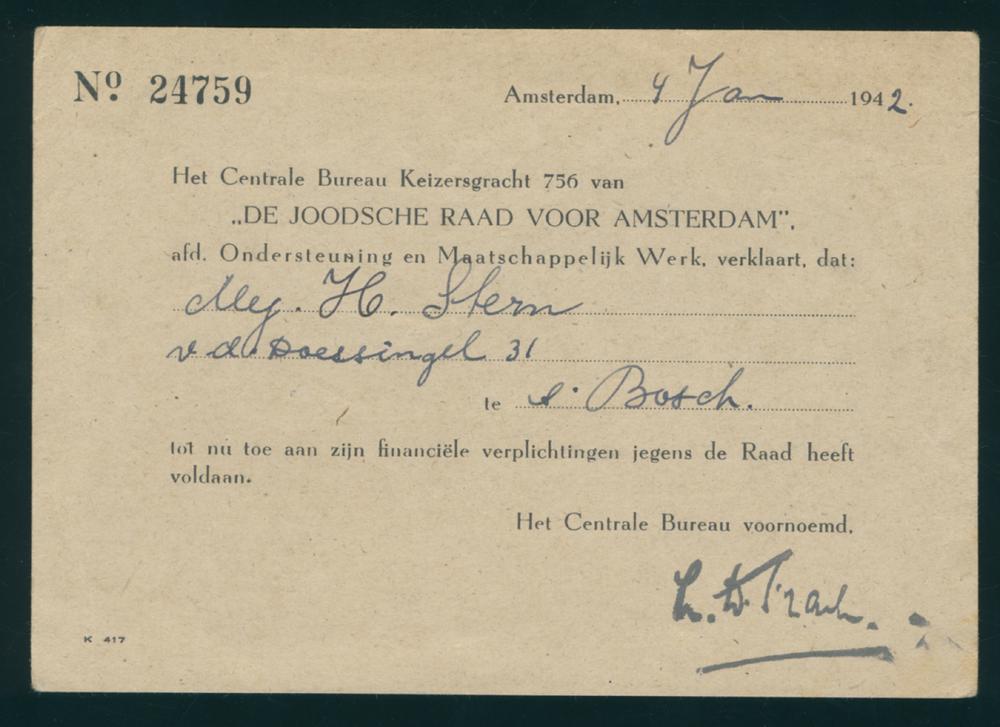 Nº 24759
Amsterdam, 4 Jan 1942.
Het Centrale Bureau Keizersgracht 756 van
„DE JOODSCHE RAAD VOOR AMSTERDAM”,
afd. Ondersteuning en Maatschappelijk Werk, verklaart, dat:
Mej. H. Stern
v.d. Doessingel 31
te s. Bosch.
tot nu toe aan zijn financiële verplichtingen jegens de Raad heeft
voldaan.
Het Centrale Bureau voornoemd,
K 417